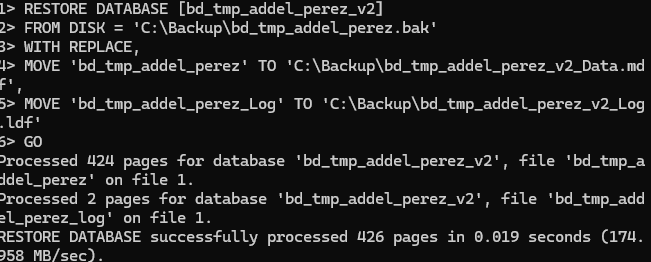 1> RESTORE DATABASE [bd_tmp_addel_perez_v2]
2> FROM DISK = 'C:\Backup\bd_tmp_addel_perez.bak'
3> WITH REPLACE,
4> MOVE 'bd_tmp_addel_perez' TO 'C:\Backup\bd_tmp_addel_perez_v2_Data.md
f',
5> MOVE 'bd_tmp_addel_perez_Log' TO 'C:\Backup\bd_tmp_addel_perez_v2_Log
.ldf'
6> GO
Processed 424 pages for database 'bd_tmp_addel_perez_v2', file 'bd_tmp_a
ddel_perez' on file 1.
Processed 2 pages for database 'bd_tmp_addel_perez_v2', file 'bd_tmp_add
el_perez_log' on file 1.
RESTORE DATABASE successfully processed 426 pages in 0.019 seconds (174.
958 MB/sec).